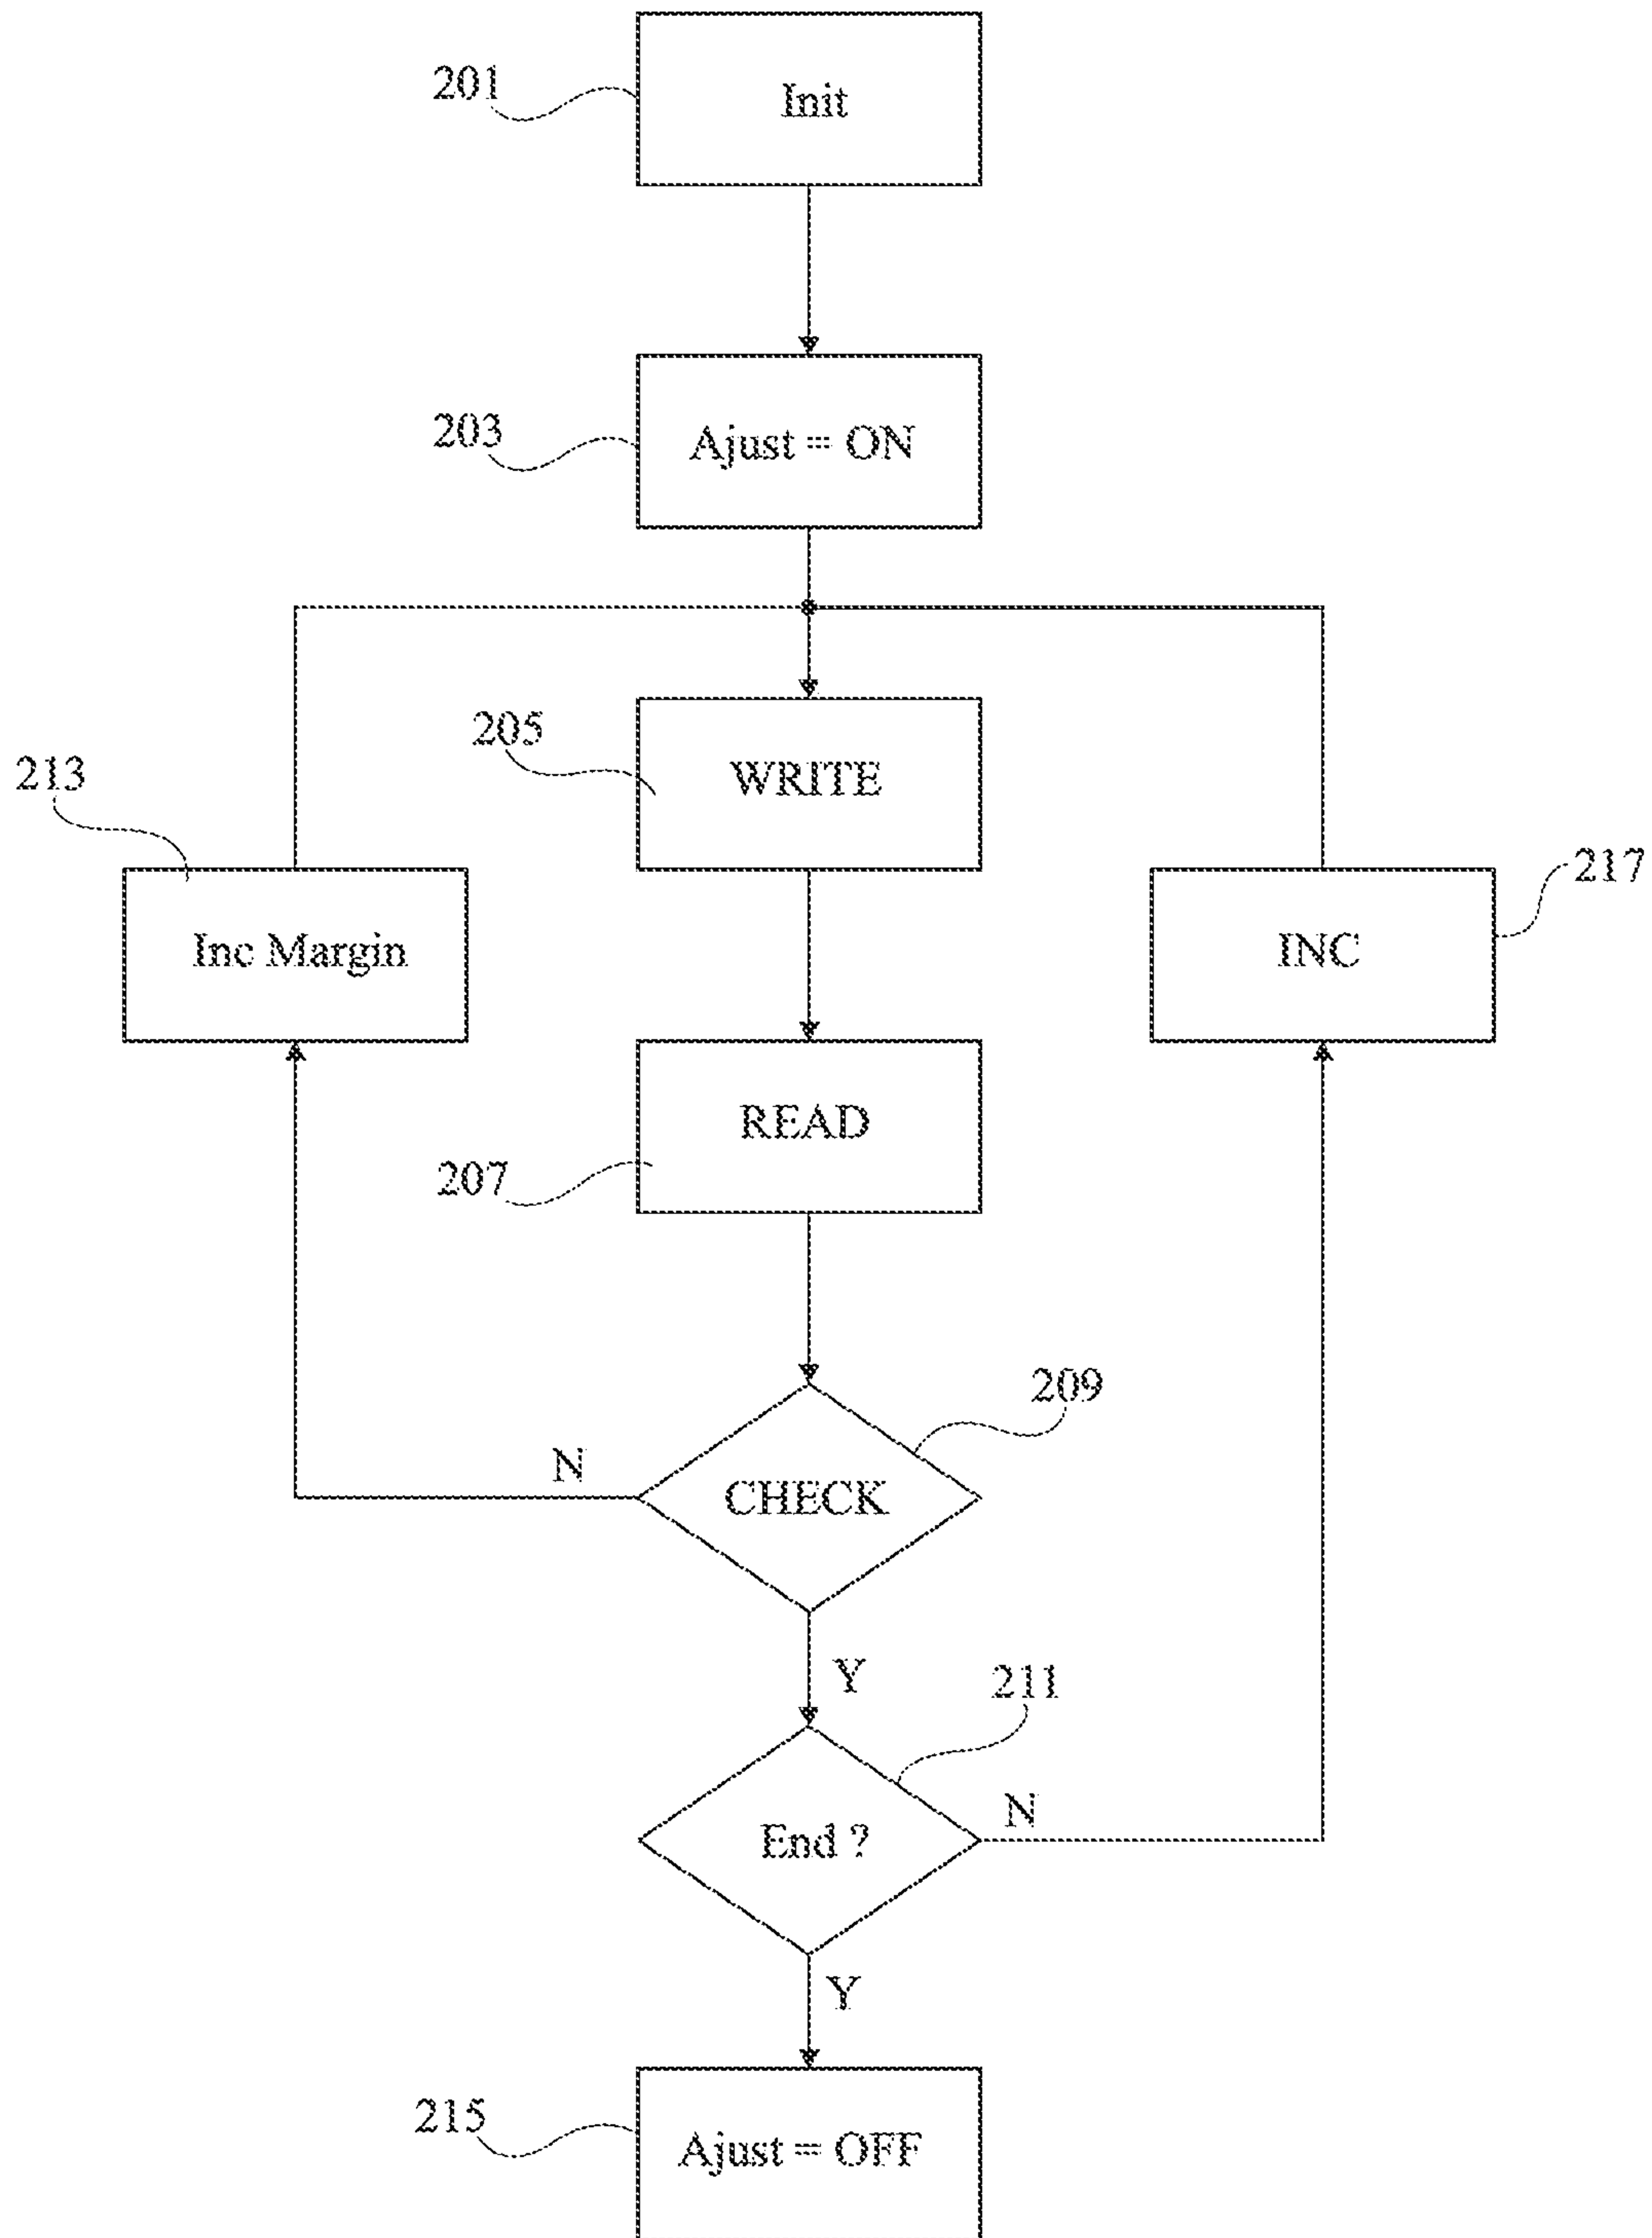 201
Init
203
Ajust = ON
205
WRITE
213
217
Inc Margin
INC
READ
207
209
N
CHECK
Y
211
N
End ?
Y
215
Ajust = OFF